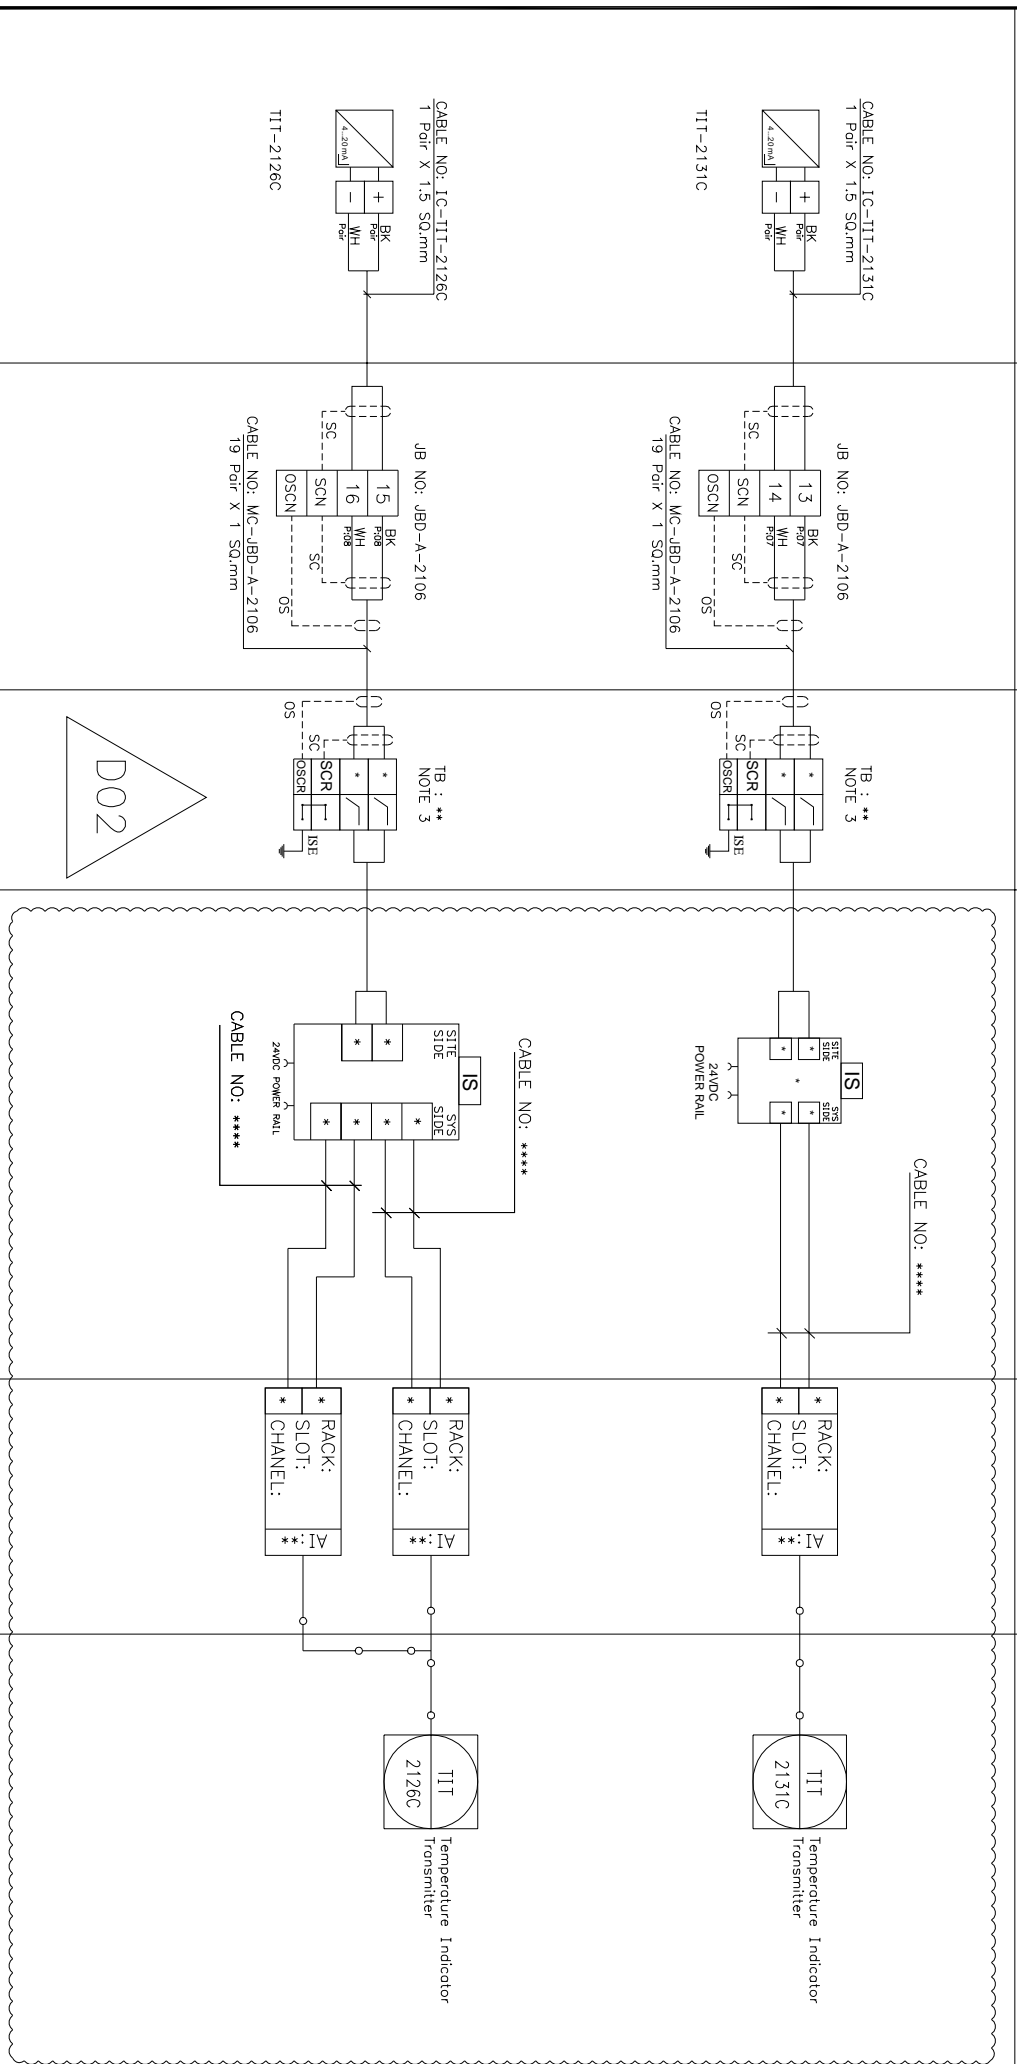 CABLE NO: IC-TIT-2131C
1 Pair X 1.5 SQ.mm
4..20mA
+
-
BK
Pair
WH
Pair
TIT-2131C
JB NO: JBD-A-2106
SC
13
14
SCN
OSCN
BK
P:07
WH
P:07
SC
OS
CABLE NO: MC-JBD-A-2106
19 Pair X 1 SQ.mm
TB : **
NOTE 3
OS
SC
*
*
SCR
OSCR
ISE
IS
SITE
SIDE
SYS
SIDE
*
*
*
*
*
24VDC
POWER RAIL
CABLE NO: ****
*
*
RACK:
SLOT:
CHANEL:
AI:**
TIT
2131C
Temperature Indicator
Transmitter
CABLE NO: IC-TIT-2126C
1 Pair X 1.5 SQ.mm
4..20mA
+
-
BK
Pair
WH
Pair
TIT-2126C
JB NO: JBD-A-2106
SC
15
16
SCN
OSCN
BK
P:08
WH
P:08
SC
OS
CABLE NO: MC-JBD-A-2106
19 Pair X 1 SQ.mm
TB : **
NOTE 3
OS
SC
*
*
SCR
OSCR
ISE
IS
SITE
SIDE
SYS
SIDE
*
*
*
*
*
*
24VDC POWER RAIL
CABLE NO: ****
CABLE NO: ****
*
*
RACK:
SLOT:
CHANEL:
AI:**
*
*
RACK:
SLOT:
CHANEL:
AI:**
TIT
2126C
Temperature Indicator
Transmitter
D02